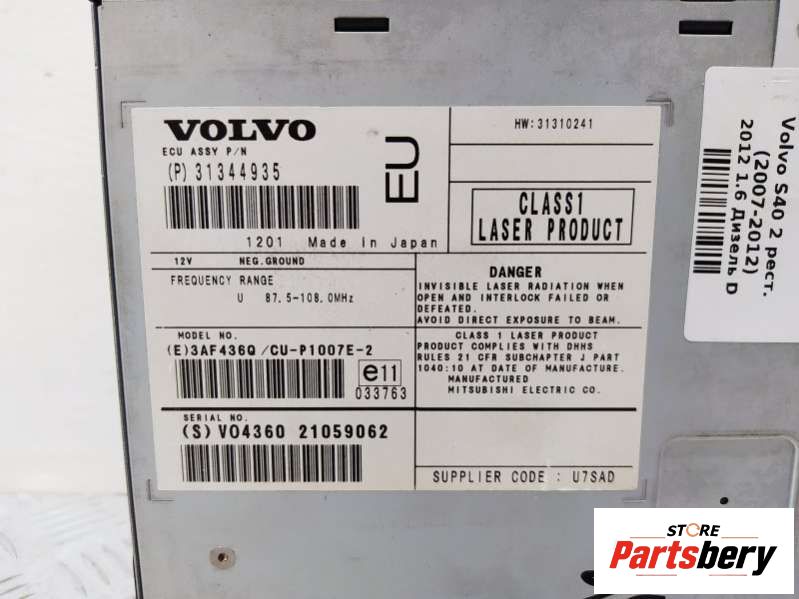 VOLVO
ECU ASSY P/N
(P) 31344935
EU
1201 Made In Japan
HW:31310241
CLASS1
LASER PRODUCT
12V NEG.GROUND
FREQUENCY RANGE
U 87.5-108.0MHz
MODEL NO.
(E)3AF436Q/CU-P1007E-2
e11
033763
SERIAL NO.
(S) VO4360 21059062
DANGER
INVISIBLE LASER RADIATION WHEN
OPEN AND INTERLOCK FAILED OR
DEFEATED.
AVOID DIRECT EXPOSURE TO BEAM.
CLASS 1 LASER PRODUCT
PRODUCT COMPLIES WITH DHHS
RULES 21 CFR SUBCHAPTER J PART
1040:10 AT DATE OF MANUFACTURE.
MANUFACTURED
MITSUBISHI ELECTRIC CO.
SUPPLIER CODE : U7SAD
Volvo S40 2 рест.
(2007-2012)
2012 1.6 Дизель D
STORE
Partsbery